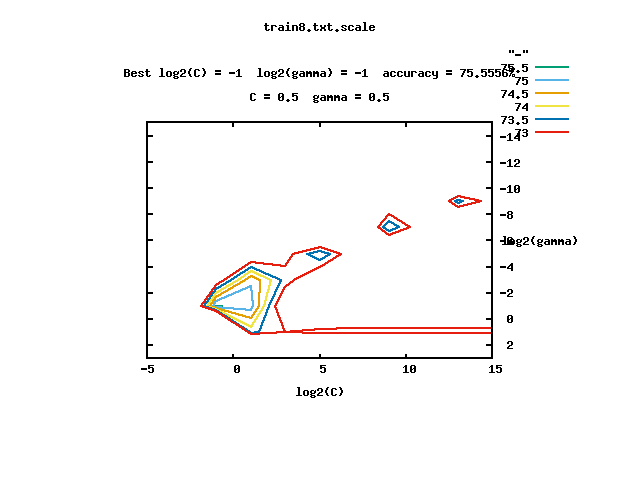 train8.txt.scale
"-"
Best log2(C) = -1  log2(gamma) = -1  accuracy = 75.5556%
75.5
75
C = 0.5  gamma = 0.5
74.5
74
73.5
73
-14
-12
-10
-8
-6
log2(gamma)
-4
-2
0
2
-5 0 5 10 15
log2(C)